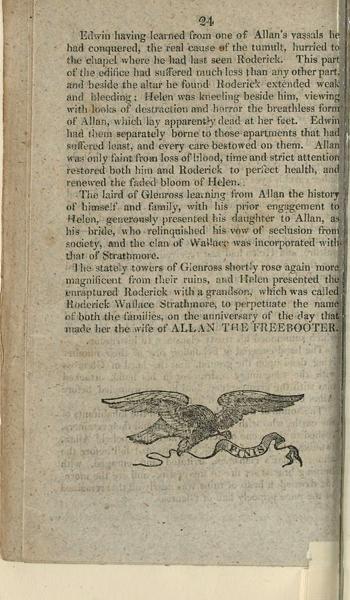 24
Edwin having learned from one of Allan's vassals he
had conquered, the real cause of the tumult, hurried to
the chapel where he had last seen Roderick. This part
of the edifice had suffered much less than any other part,
and beside the altar he found Roderick extended weak
and bleeding; Helen was kneeling beside him, viewing
with looks of destraction and horror the breathless form
of Allan, which lay apparently dead at her feet. Edwin
had them separately borne to those apartments that had
suffered least, and every care bestowed on them. Allan
was only faint from loss of blood, time and strict attention
restored both him and Roderick to perfect health, and
renewed the faded bloom of Helen.
The laird of Glenross learning from Allan the history
of himself and family, with his prior engagement to
Helen, generously presented his daughter to Allan, as
his bride, who relinquished his vow of seclusion from
society, and the clan of Wallace was incorporated with
that of Strathmore.
The stately towers of Glenross shortly rose again more
magnificent from their ruins, and Helen presented the
enraptured Roderick with a grandson, which was called
Roderick Wallace Strathmore, to perpetuate the name
of both the families, on the anniversary of the day that
made her the wife of ALLAN THE FREEBOOTER.
FINIS